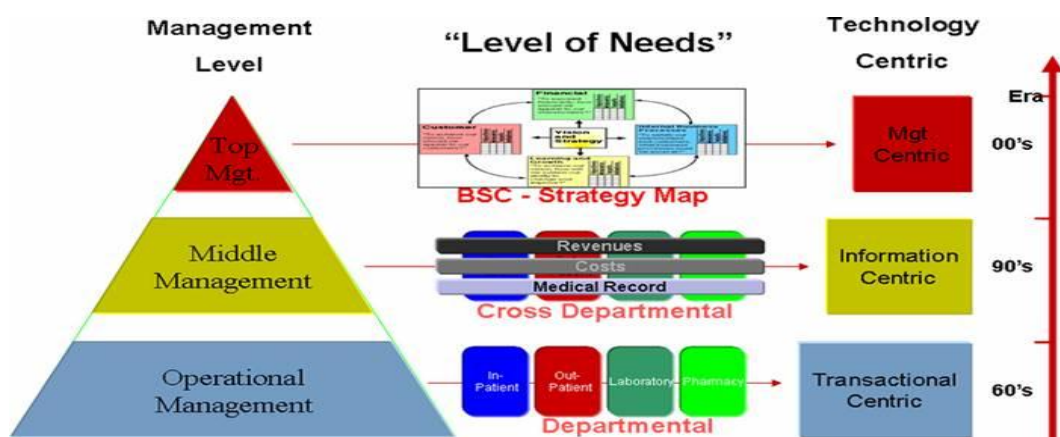 Management
Level
“Level of Needs”
Technology
Centric
Era
Top
Mgt.
Financial
Customer
Vision
and
Strategy
Internal Business
Processes
Learning and Growth
BSC - Strategy Map
Mgt
Centric
00's
Middle
Management
Revenues
Costs
Medical Record
Cross Departmental
Information
Centric
90's
Operational
Management
In-
Patient
Out-
Patient
Laboratory
Pharmacy
Departmental
Transactional
Centric
60's